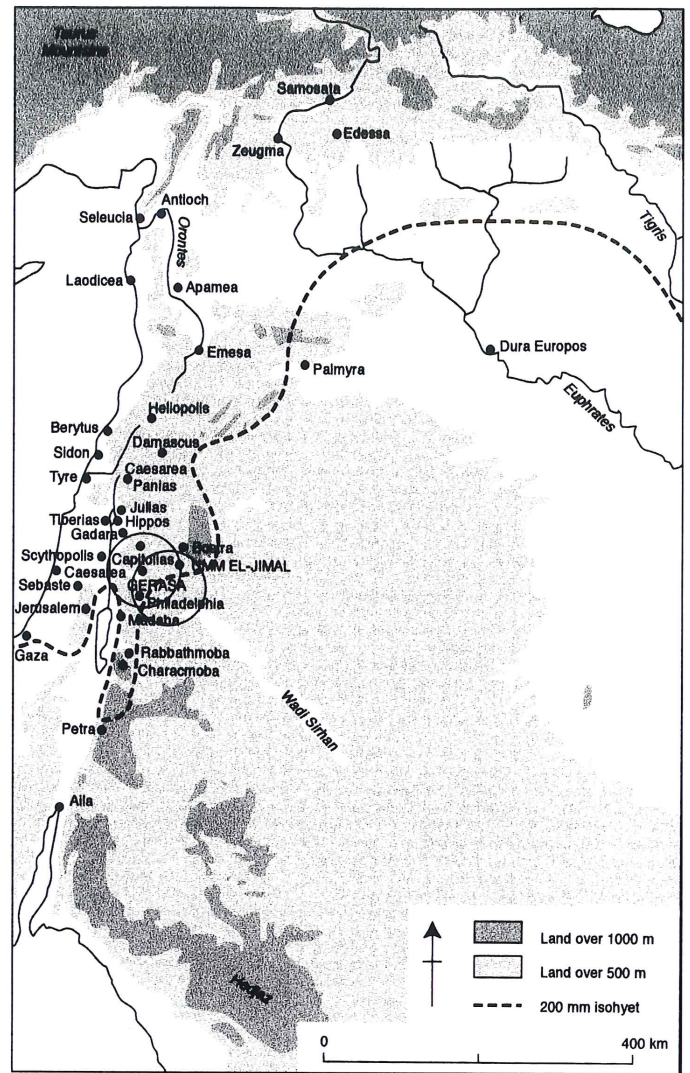 Taurus
Mountains
Samosata
Edessa
Zeugma
Antioch
Seleucia
Orontes
Tigris
Laodicea
Apamea
Emesa
Dura Europos
Palmyra
Euphrates
Heliopolis
Berytus
Damascus
Sidon
Caesarea
Panias
Tyre
Julias
Tiberias
Hippos
Gadara
Bostra
Scythopolis
Capitolias
UMM EL-JIMAL
Caesarea
GERASA
Sebaste
Philadelphia
Jerusalem
Madaba
Gaza
Rabbathmoba
Characmoba
Wadi Sirhan
Petra
Aila
Hedjaz
Land over 1000 m
Land over 500 m
200 mm isohyet
0 400 km